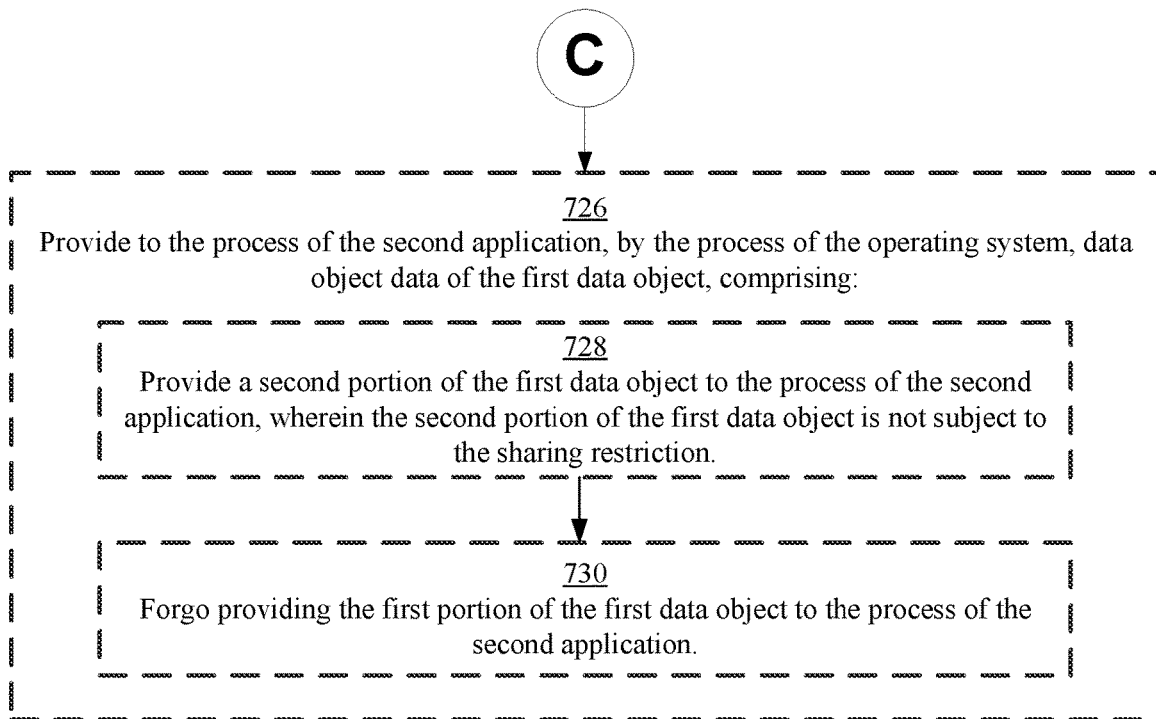 C
726
Provide to the process of the second application, by the process of the operating system, data
object data of the first data object, comprising:
728
Provide a second portion of the first data object to the process of the second
application, wherein the second portion of the first data object is not subject to
the sharing restriction.
730
Forgo providing the first portion of the first data object to the process of the
second application.